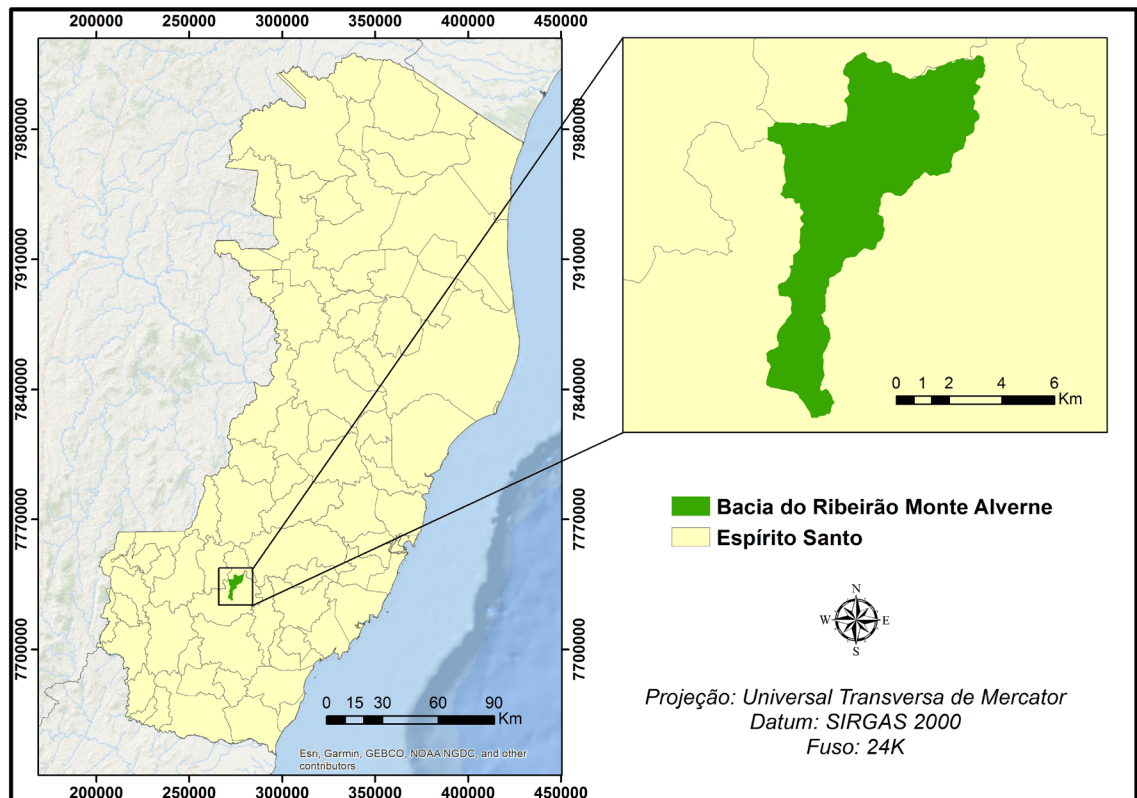 200000 250000 300000 350000 400000 450000
7980000
7910000
7840000
7770000
7700000
7980000
7910000
7840000
7770000
7700000
0 15 30 60 90
Km
Esri, Garmin, GEBCO, NOAA NGDC, and other
contributors
200000 250000 300000 350000 400000 450000
0 1 2 4 6
Km
Bacia do Ribeirão Monte Alverne
Espírito Santo
N
W E
S
Projeção: Universal Transversa de Mercator
Datum: SIRGAS 2000
Fuso: 24K